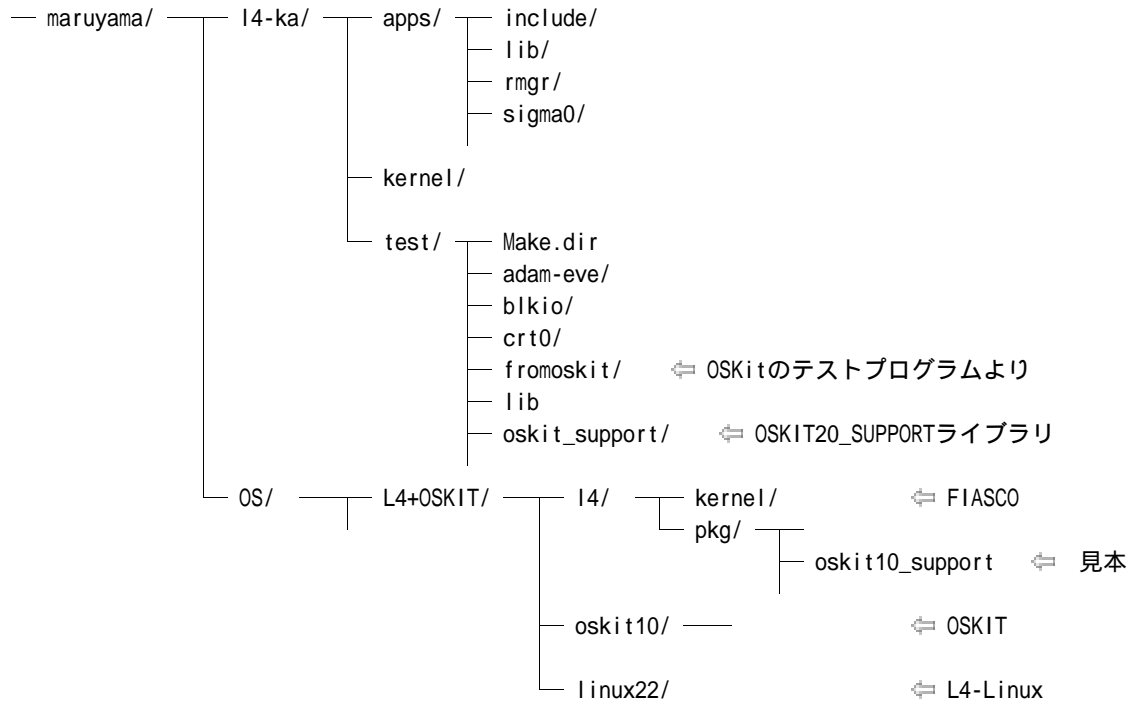 maruyama/ l4-ka/ apps/ include/
lib/
rmgr/
sigma0/
kernel/
test/ Make.dir
adam-eve/
blkio/
crt0/
fromoskit/ ⇦ OSKitのテストプログラムより
lib
oskit_support/ ⇦ OSKIT20_SUPPORTライブラリ
OS/ L4+OSKIT/ l4/ kernel/ ⇦ FIASCO
pkg/
oskit10_support ⇦ 見本
oskit10/ ⇦ OSKIT
linux22/ ⇦ L4-Linux